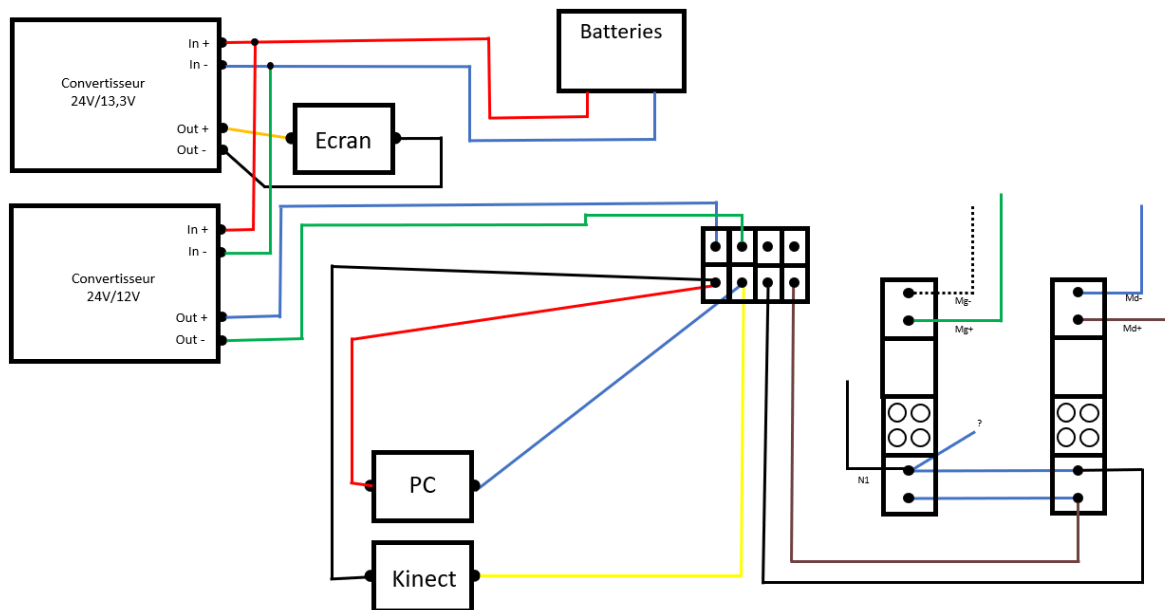 In +
In -
Convertisseur
24V/13,3V
Out +
Out -
Ecran
Batteries
In +
In -
Convertisseur
24V/12V
Out +
Out -
Mg-
Mg+
Md-
Md+
?
N1
PC
Kinect